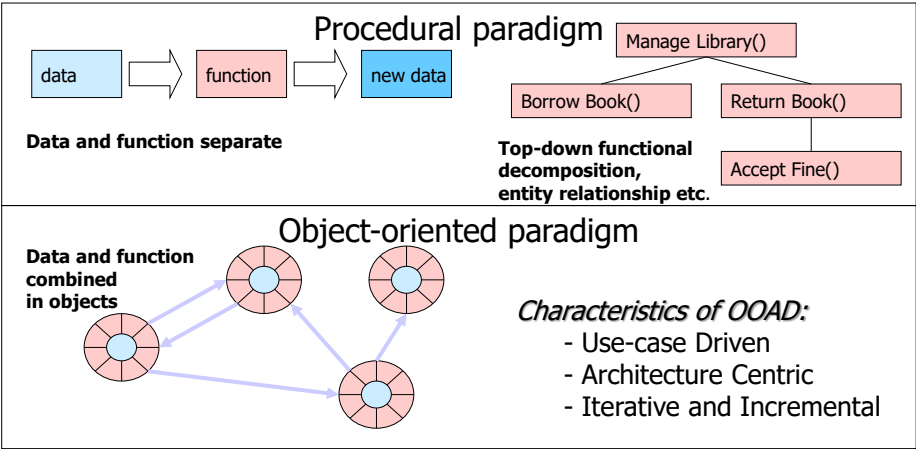 Procedural paradigm
data
function
new data
Data and function separate
Manage Library()
Borrow Book()
Return Book()
Accept Fine()
Top-down functional
decomposition,
entity relationship etc.
Object-oriented paradigm
Data and function
combined
in objects
Characteristics of OOAD:
- Use-case Driven
- Architecture Centric
- Iterative and Incremental